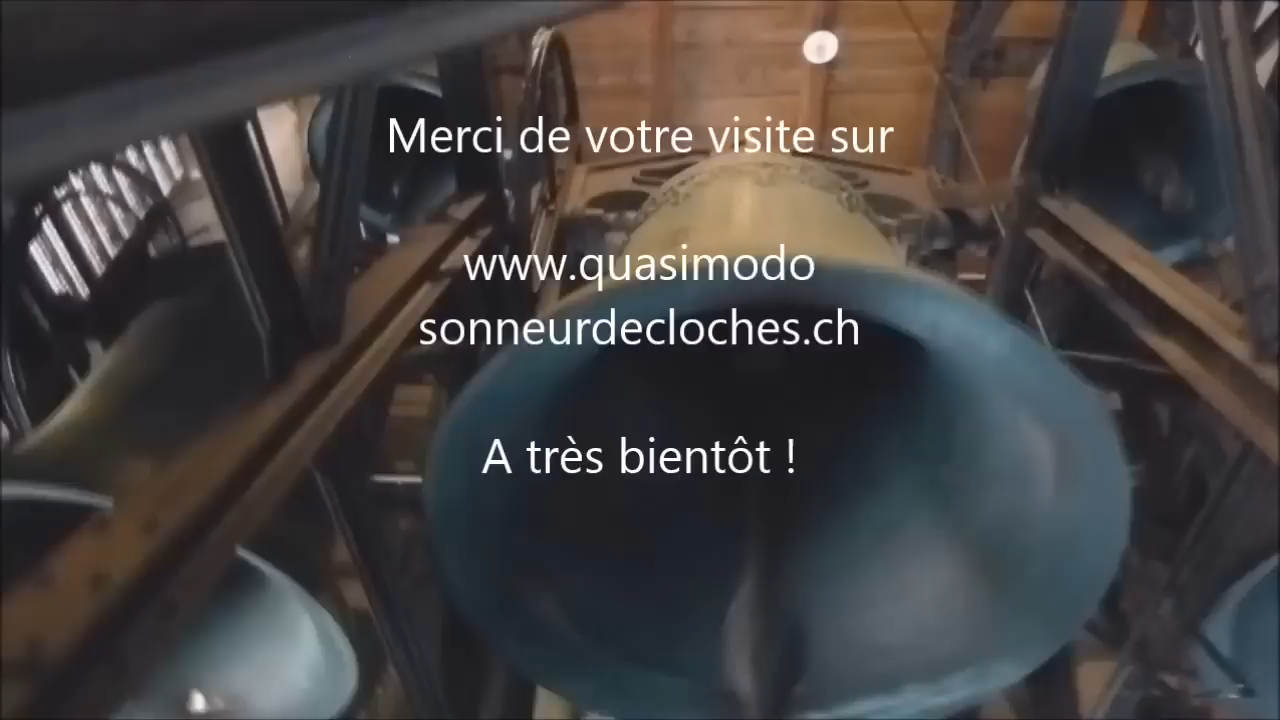 Merci de votre visite sur
www.quasimodo
sonneurdecloches.ch
A très bientôt !